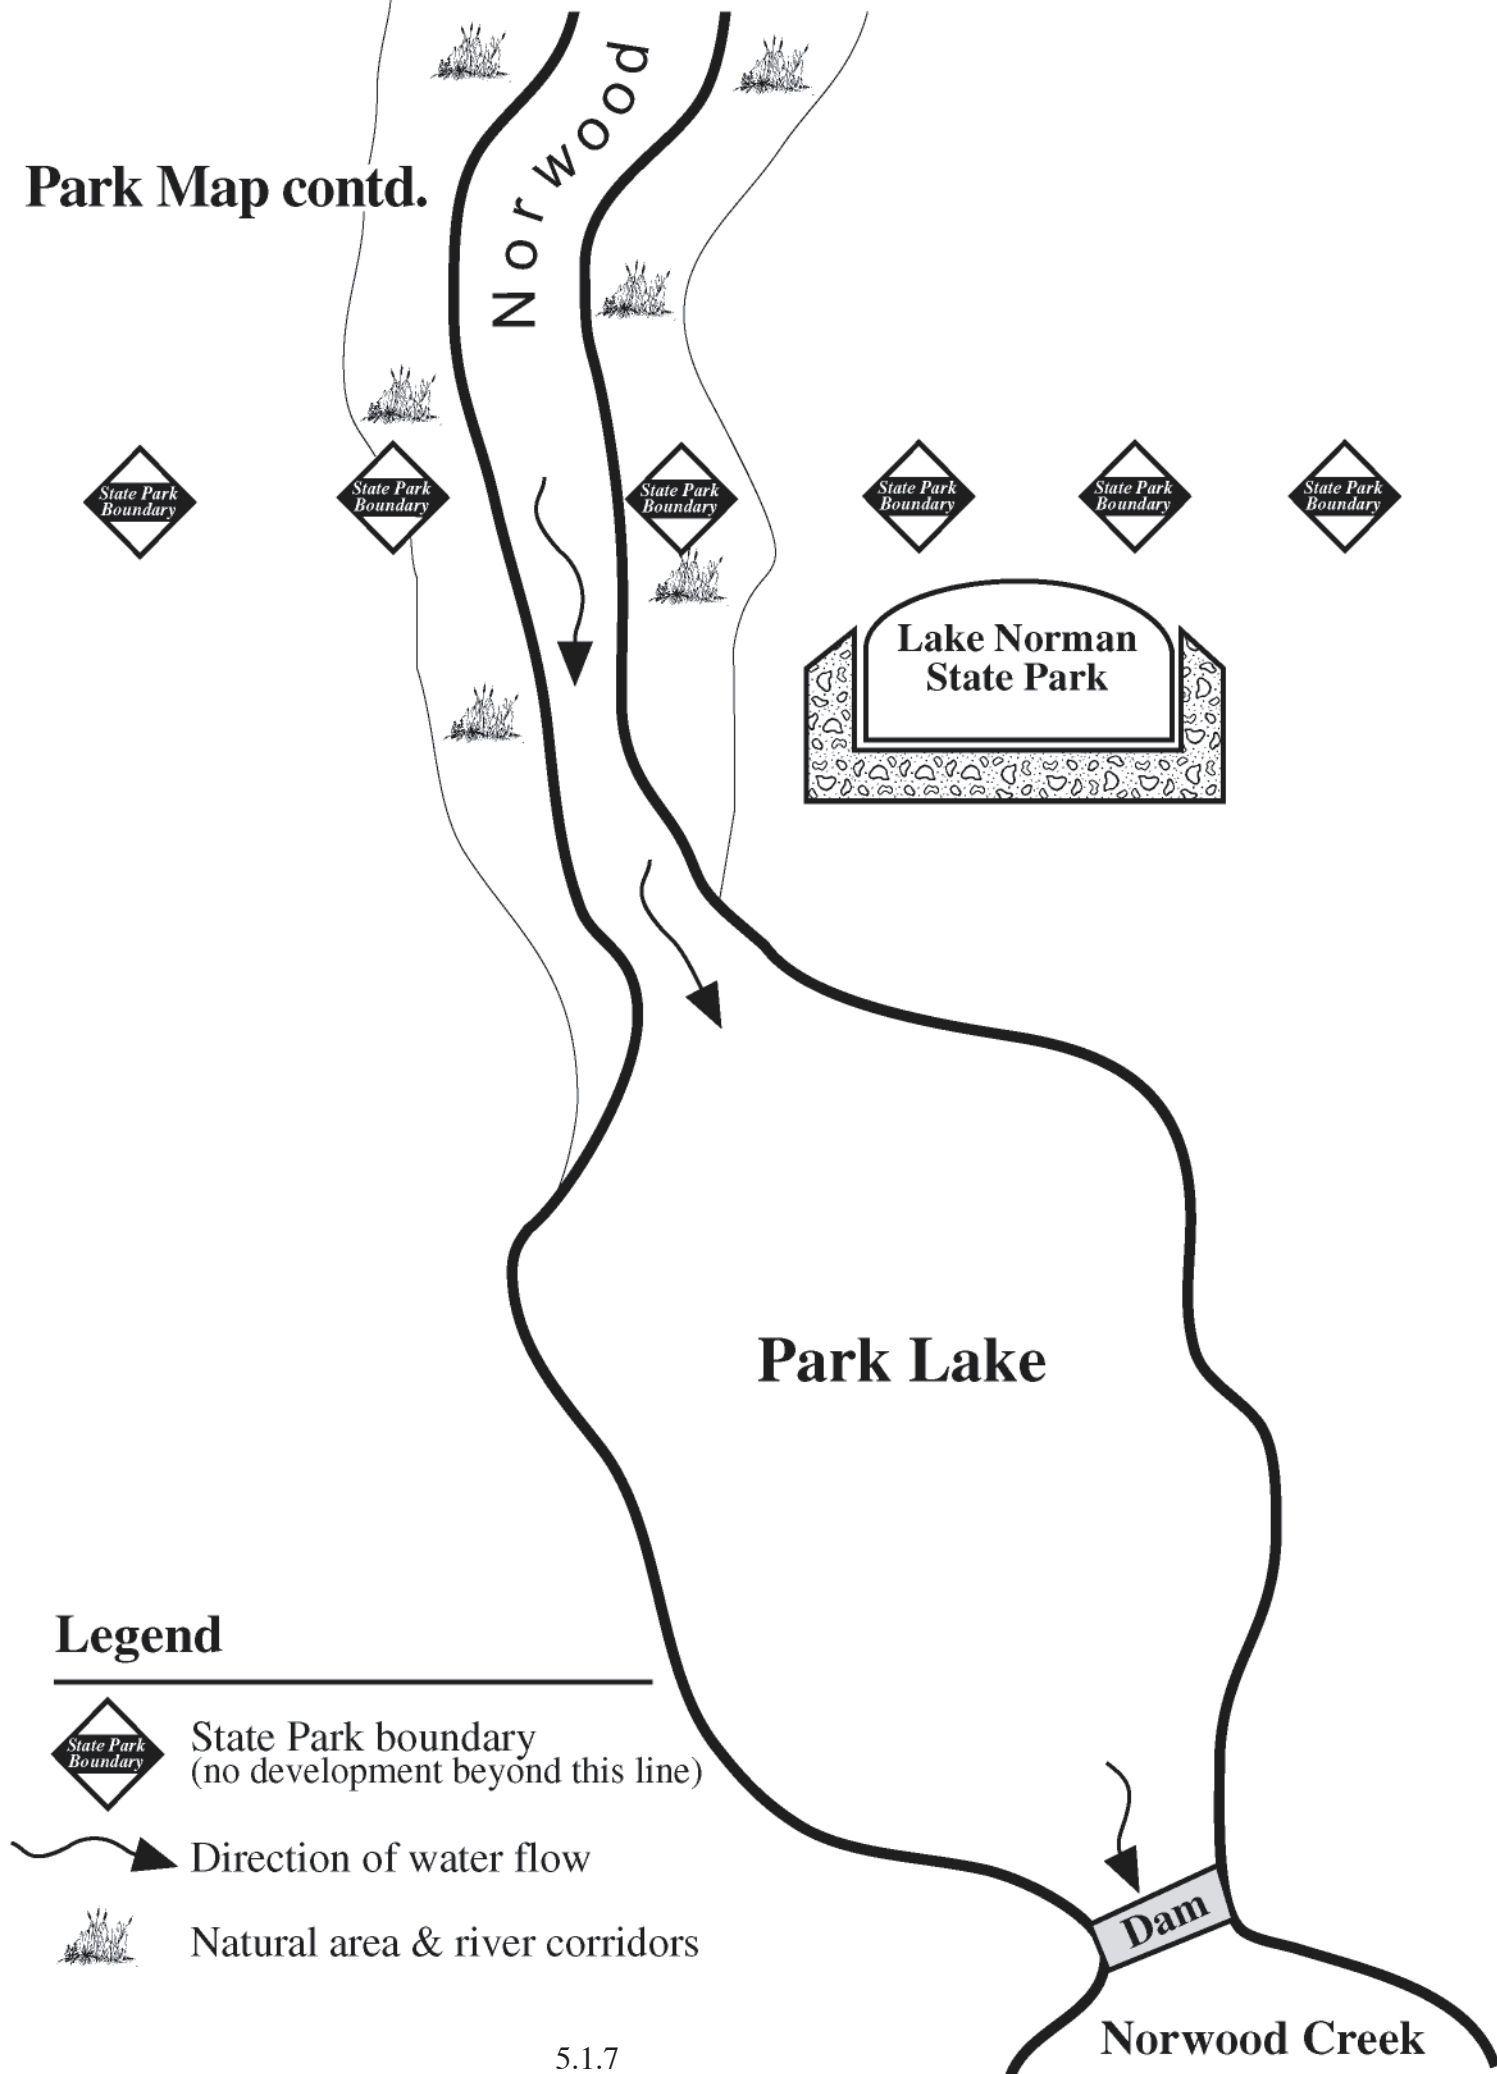 Norwood
Park Map contd.
State Park
Boundary
State Park
Boundary
State Park
Boundary
State Park
Boundary
State Park
Boundary
State Park
Boundary
Lake Norman
State Park
Park Lake
Legend
State Park
Boundary
State Park boundary
(no development beyond this line)
Direction of water flow
Natural area & river corridors
Dam
Norwood Creek
5.1.7